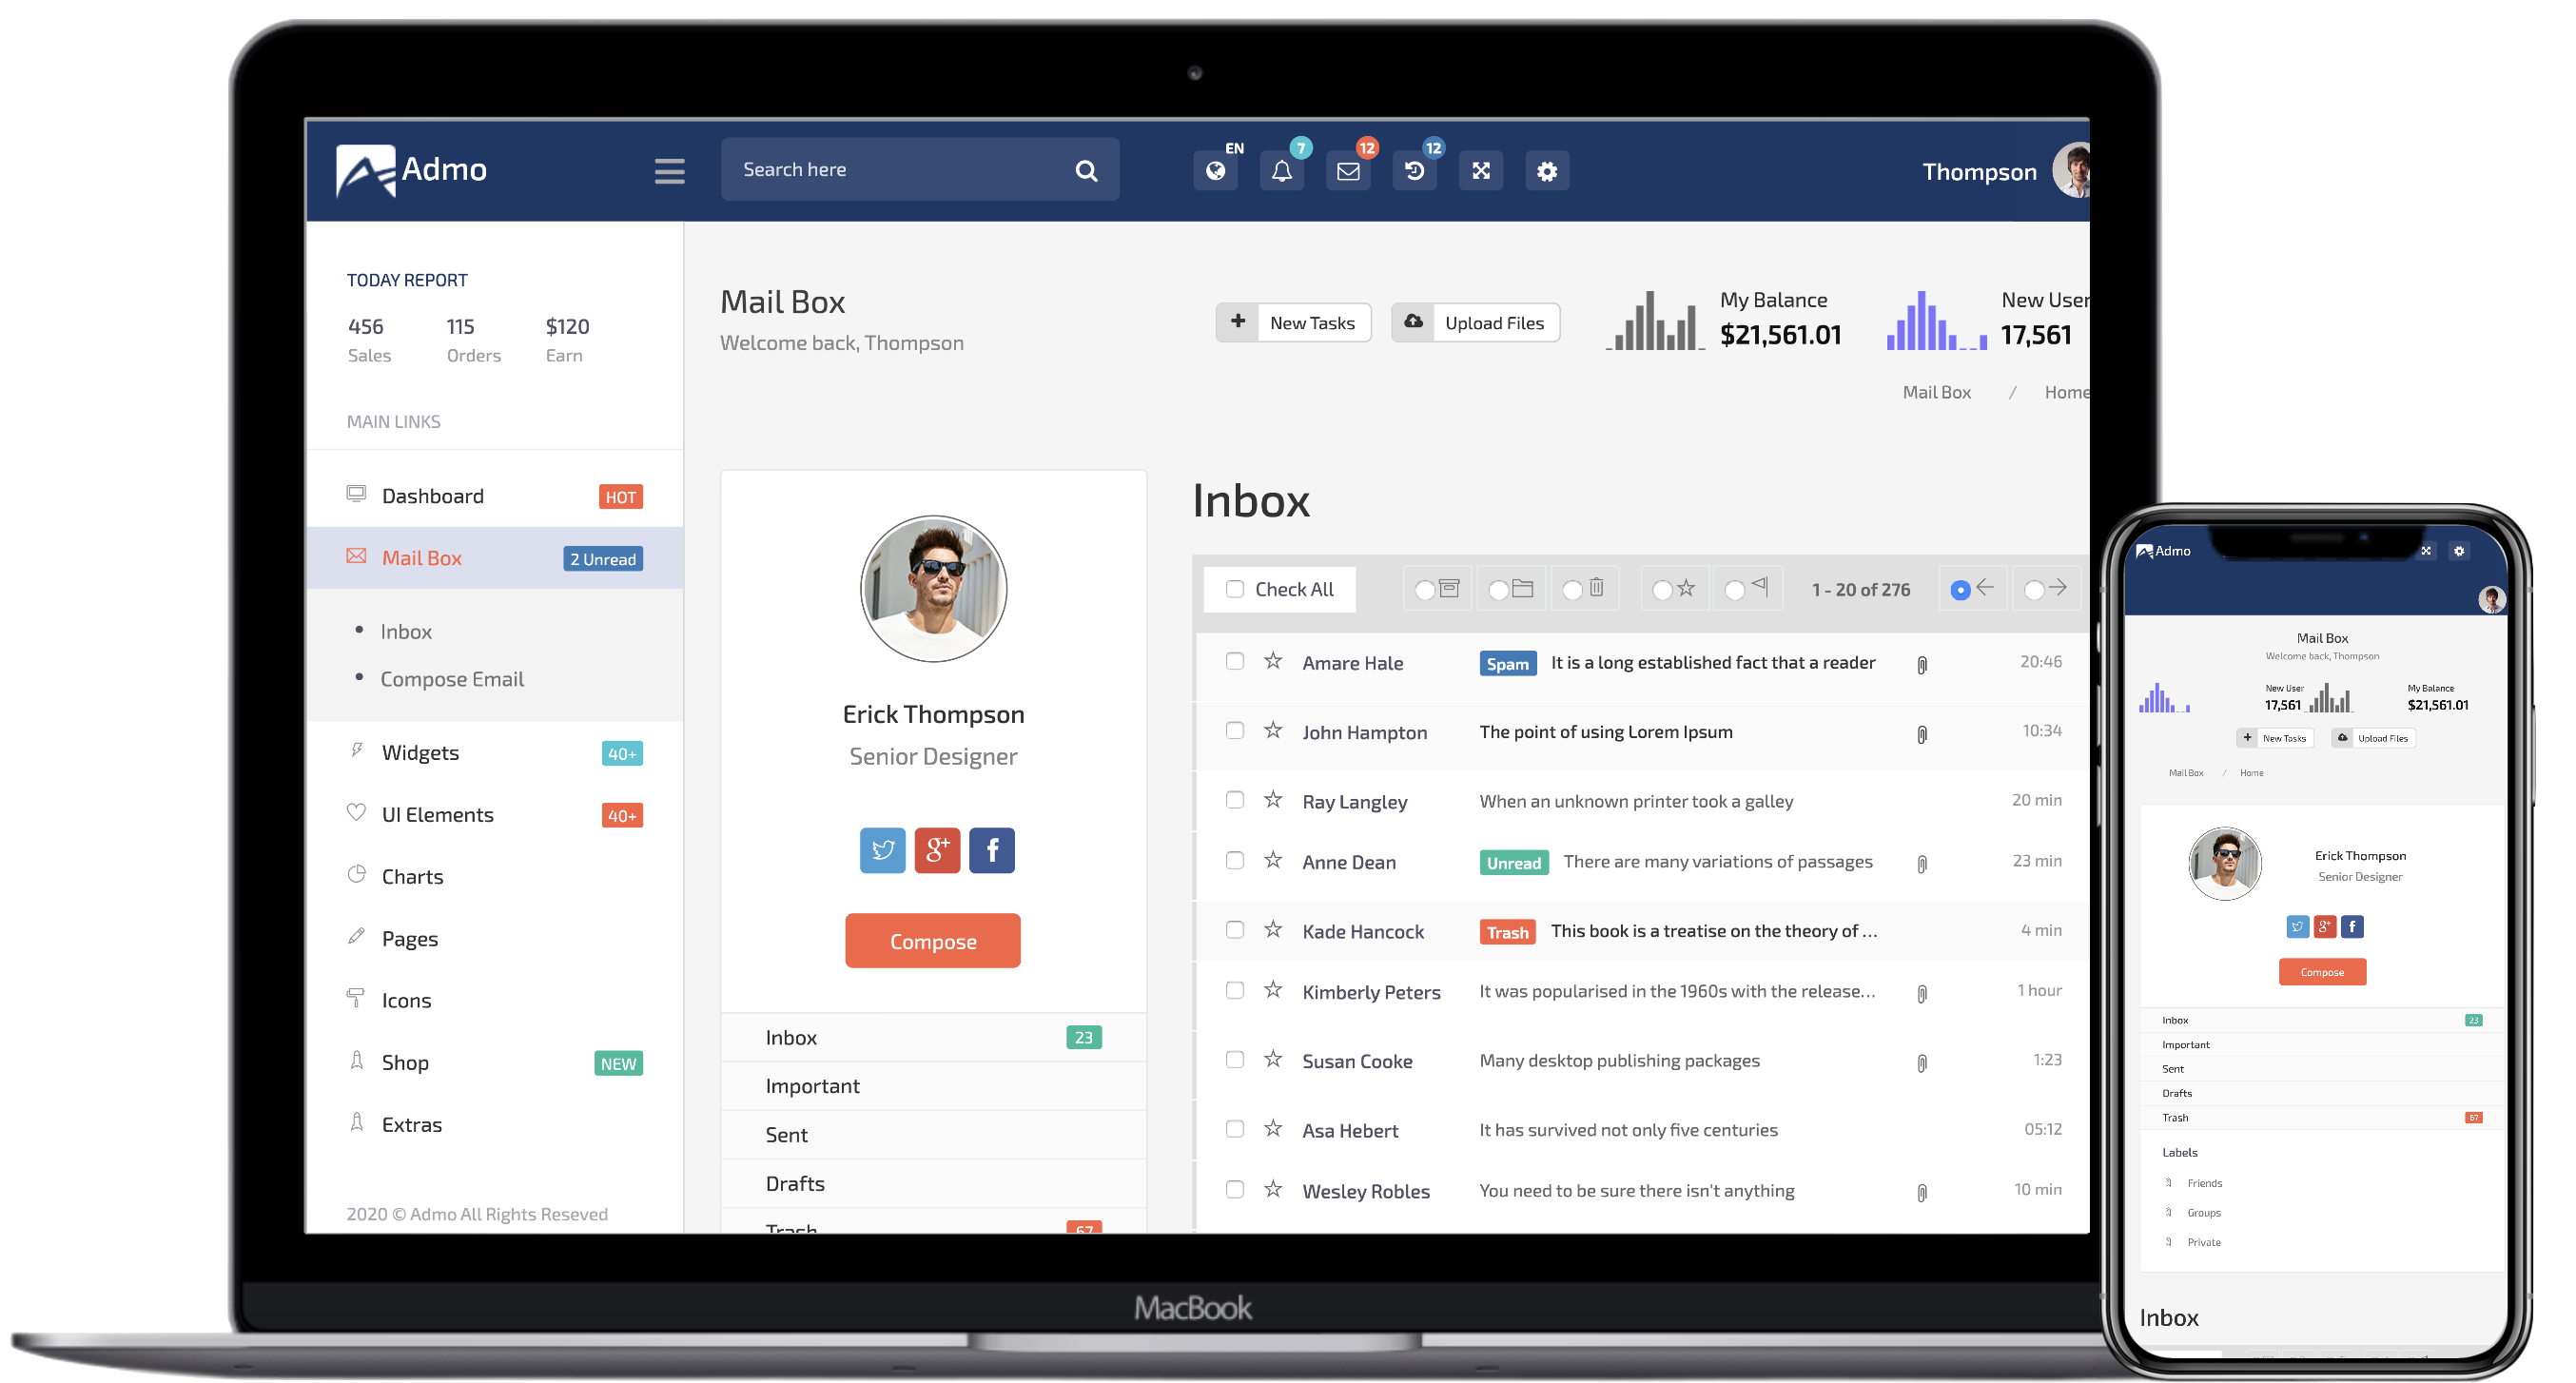 Admo
Search here
EN
7
12
12
Thompson
TODAY REPORT
456
115
$120
Sales
Orders
Earn
MAIN LINKS
Dashboard
HOT
Mail Box
2 Unread
Inbox
Compose Email
Widgets
40+
UI Elements
40+
Charts
Pages
Icons
Shop
NEW
Extras
2020 © Admo All Rights Reseved
Mail Box
Welcome back, Thompson
New Tasks
Upload Files
My Balance
$21,561.01
New User
17,561
Mail Box / Home
Erick Thompson
Senior Designer
g+
f
Compose
Inbox 23
Important
Sent
Drafts
Trash 67
Inbox
Check All
1 - 20 of 276
Amare Hale Spam It is a long established fact that a reader 20:46
John Hampton The point of using Lorem Ipsum 10:34
Ray Langley When an unknown printer took a galley 20 min
Anne Dean Unread There are many variations of passages 23 min
Kade Hancock Trash This book is a treatise on the theory of ... 4 min
Kimberly Peters It was popularised in the 1960s with the release... 1 hour
Susan Cooke Many desktop publishing packages 1:23
Asa Hebert It has survived not only five centuries 05:12
Wesley Robles You need to be sure there isn't anything 10 min
MacBook
Admo
Mail Box
Welcome back, Thompson
New User
17,561
My Balance
$21,561.01
New Tasks
Upload Files
Mail Box / Home
Erick Thompson
Senior Designer
g+
f
Compose
Inbox 23
Important
Sent
Drafts
Trash 67
Labels
Friends
Groups
Private
Inbox